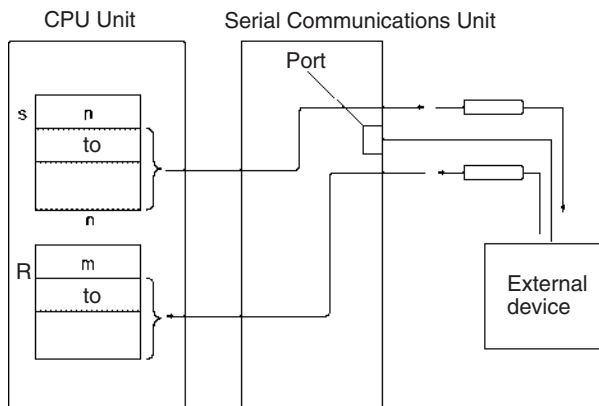 CPU Unit
Serial Communications Unit
Port
s
n
to
n
R
m
to
External
device